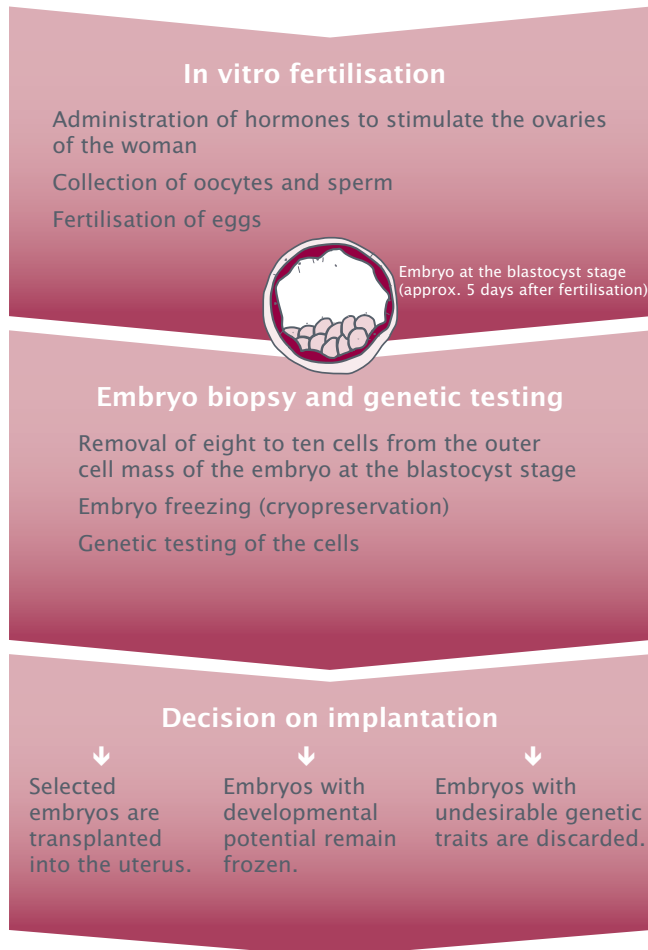 In vitro fertilisation
Administration of hormones to stimulate the ovaries
of the woman
Collection of oocytes and sperm
Fertilisation of eggs
Embryo at the blastocyst stage
(approx. 5 days after fertilisation)
Embryo biopsy and genetic testing
Removal of eight to ten cells from the outer
cell mass of the embryo at the blastocyst stage
Embryo freezing (cryopreservation)
Genetic testing of the cells
Decision on implantation
Selected
embryos are
transplanted
into the uterus.
Embryos with
developmental
potential remain
frozen.
Embryos with
undesirable genetic
traits are discarded.